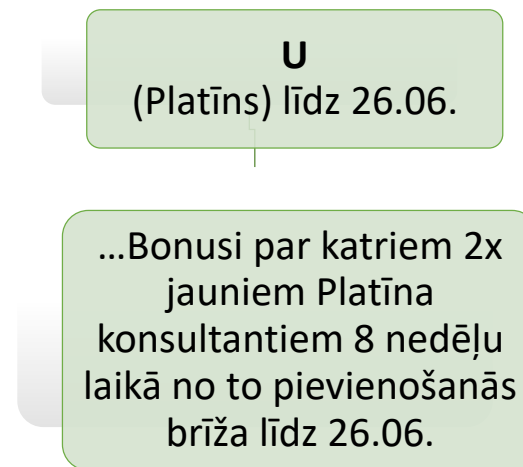 U
(Platīns) līdz 26.06.
...Bonusi par katriem 2x
jauniem Platīna
konsultantiem 8 nedēļu
laikā no to pievienošanās
brīža līdz 26.06.